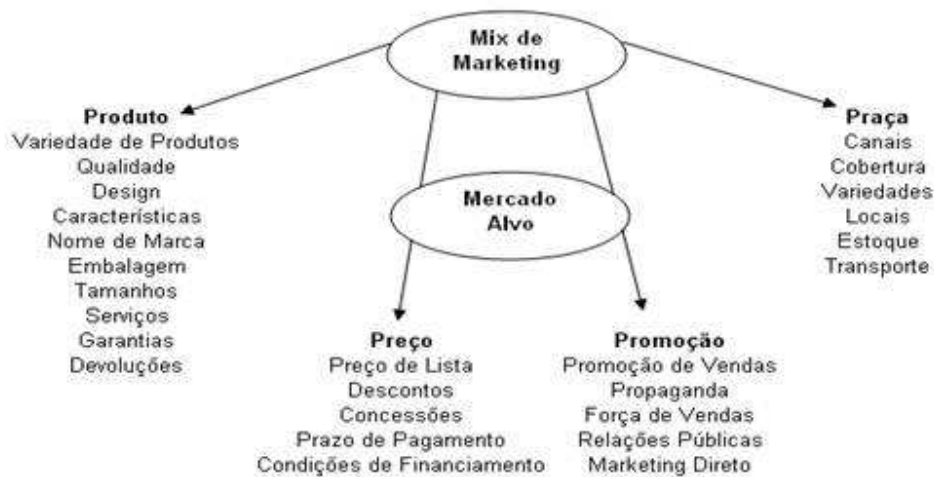 Mix de
Marketing
Produto
Variedade de Produtos
Qualidade
Design
Características
Nome de Marca
Embalagem
Tamanhos
Serviços
Garantias
Devoluções
Mercado
Alvo
Preço
Preço de Lista
Descontos
Concessões
Prazo de Pagamento
Condições de Financiamento
Promoção
Promoção de Vendas
Propaganda
Força de Vendas
Relações Públicas
Marketing Direto
Praça
Canais
Cobertura
Variedades
Locais
Estoque
Transporte